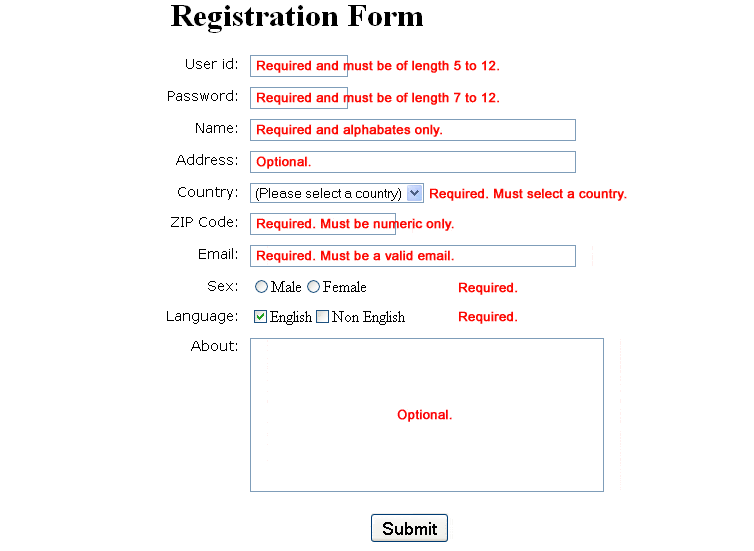 Registration Form
User id: Required and must be of length 5 to 12.
Password: Required and must be of length 7 to 12.
Name: Required and alphabates only.
Address: Optional.
Country: (Please select a country) Required. Must select a country.
ZIP Code: Required. Must be numeric only.
Email: Required. Must be a valid email.
Sex: Male Female Required.
Language: English Non English Required.
About:
Optional.
Submit